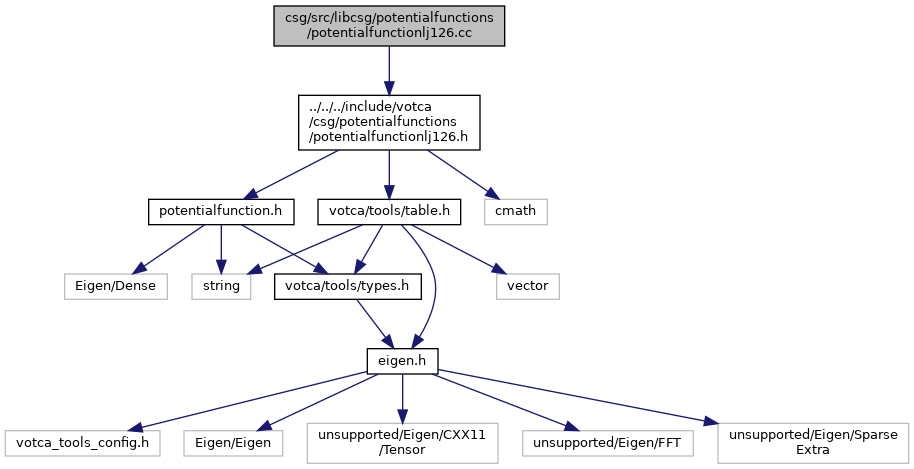 csg/src/libcsg/potentialfunctions
/potentialfunctionlj126.cc
../../../include/votca
/csg/potentialfunctions
/potentialfunctionlj126.h
potentialfunction.h
votca/tools/table.h
cmath
Eigen/Dense
string
votca/tools/types.h
vector
eigen.h
votca_tools_config.h
Eigen/Eigen
unsupported/Eigen/CXX11
/Tensor
unsupported/Eigen/FFT
unsupported/Eigen/Sparse
Extra